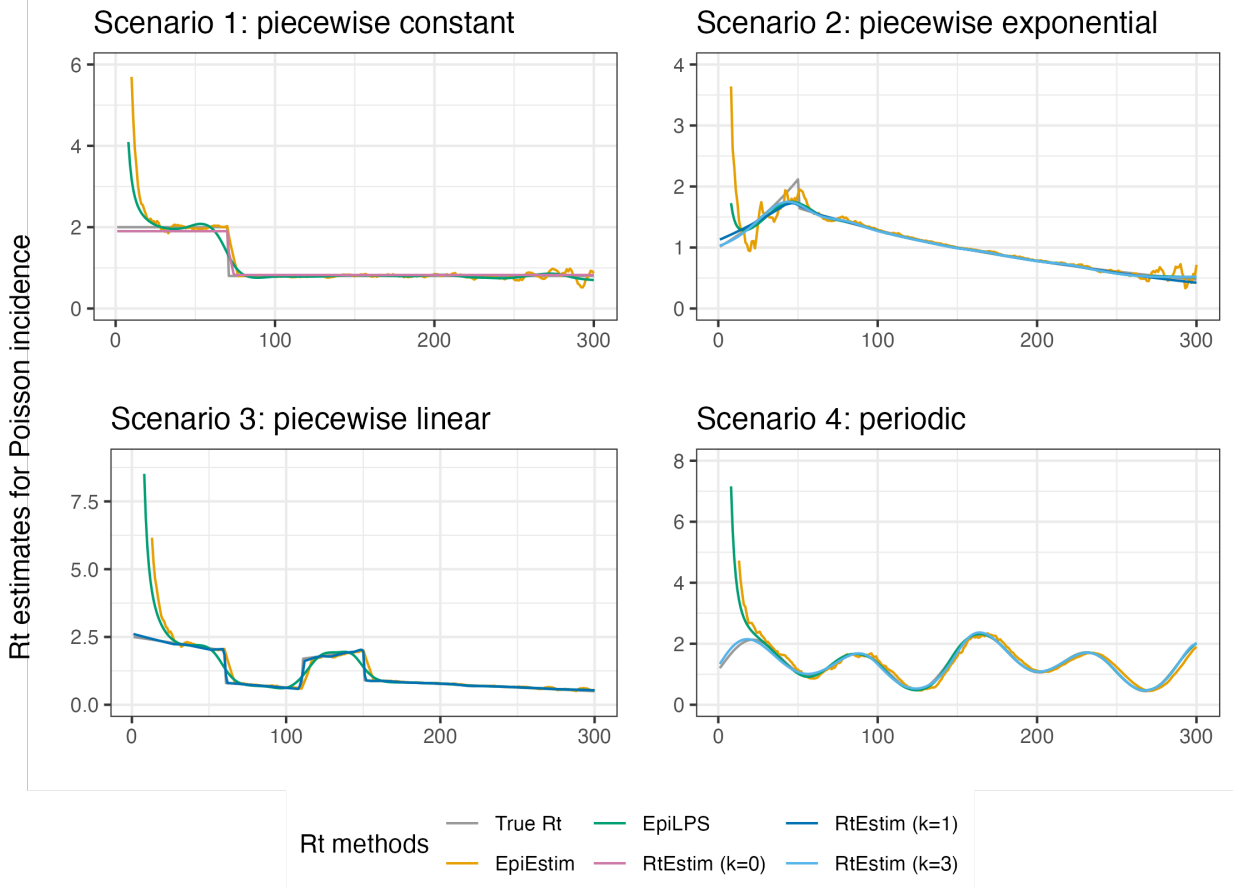 Rt estimates for Poisson incidence
Scenario 1: piecewise constant
6
4
2
0
0 100 200 300
Scenario 2: piecewise exponential
4
3
2
1
0
0 100 200 300
Scenario 3: piecewise linear
7.5
5.0
2.5
0.0
0 100 200 300
Scenario 4: periodic
8
6
4
2
0
0 100 200 300
Rt methods
True Rt EpiLPS RtEstim (k=1)
EpiEstim RtEstim (k=0) RtEstim (k=3)